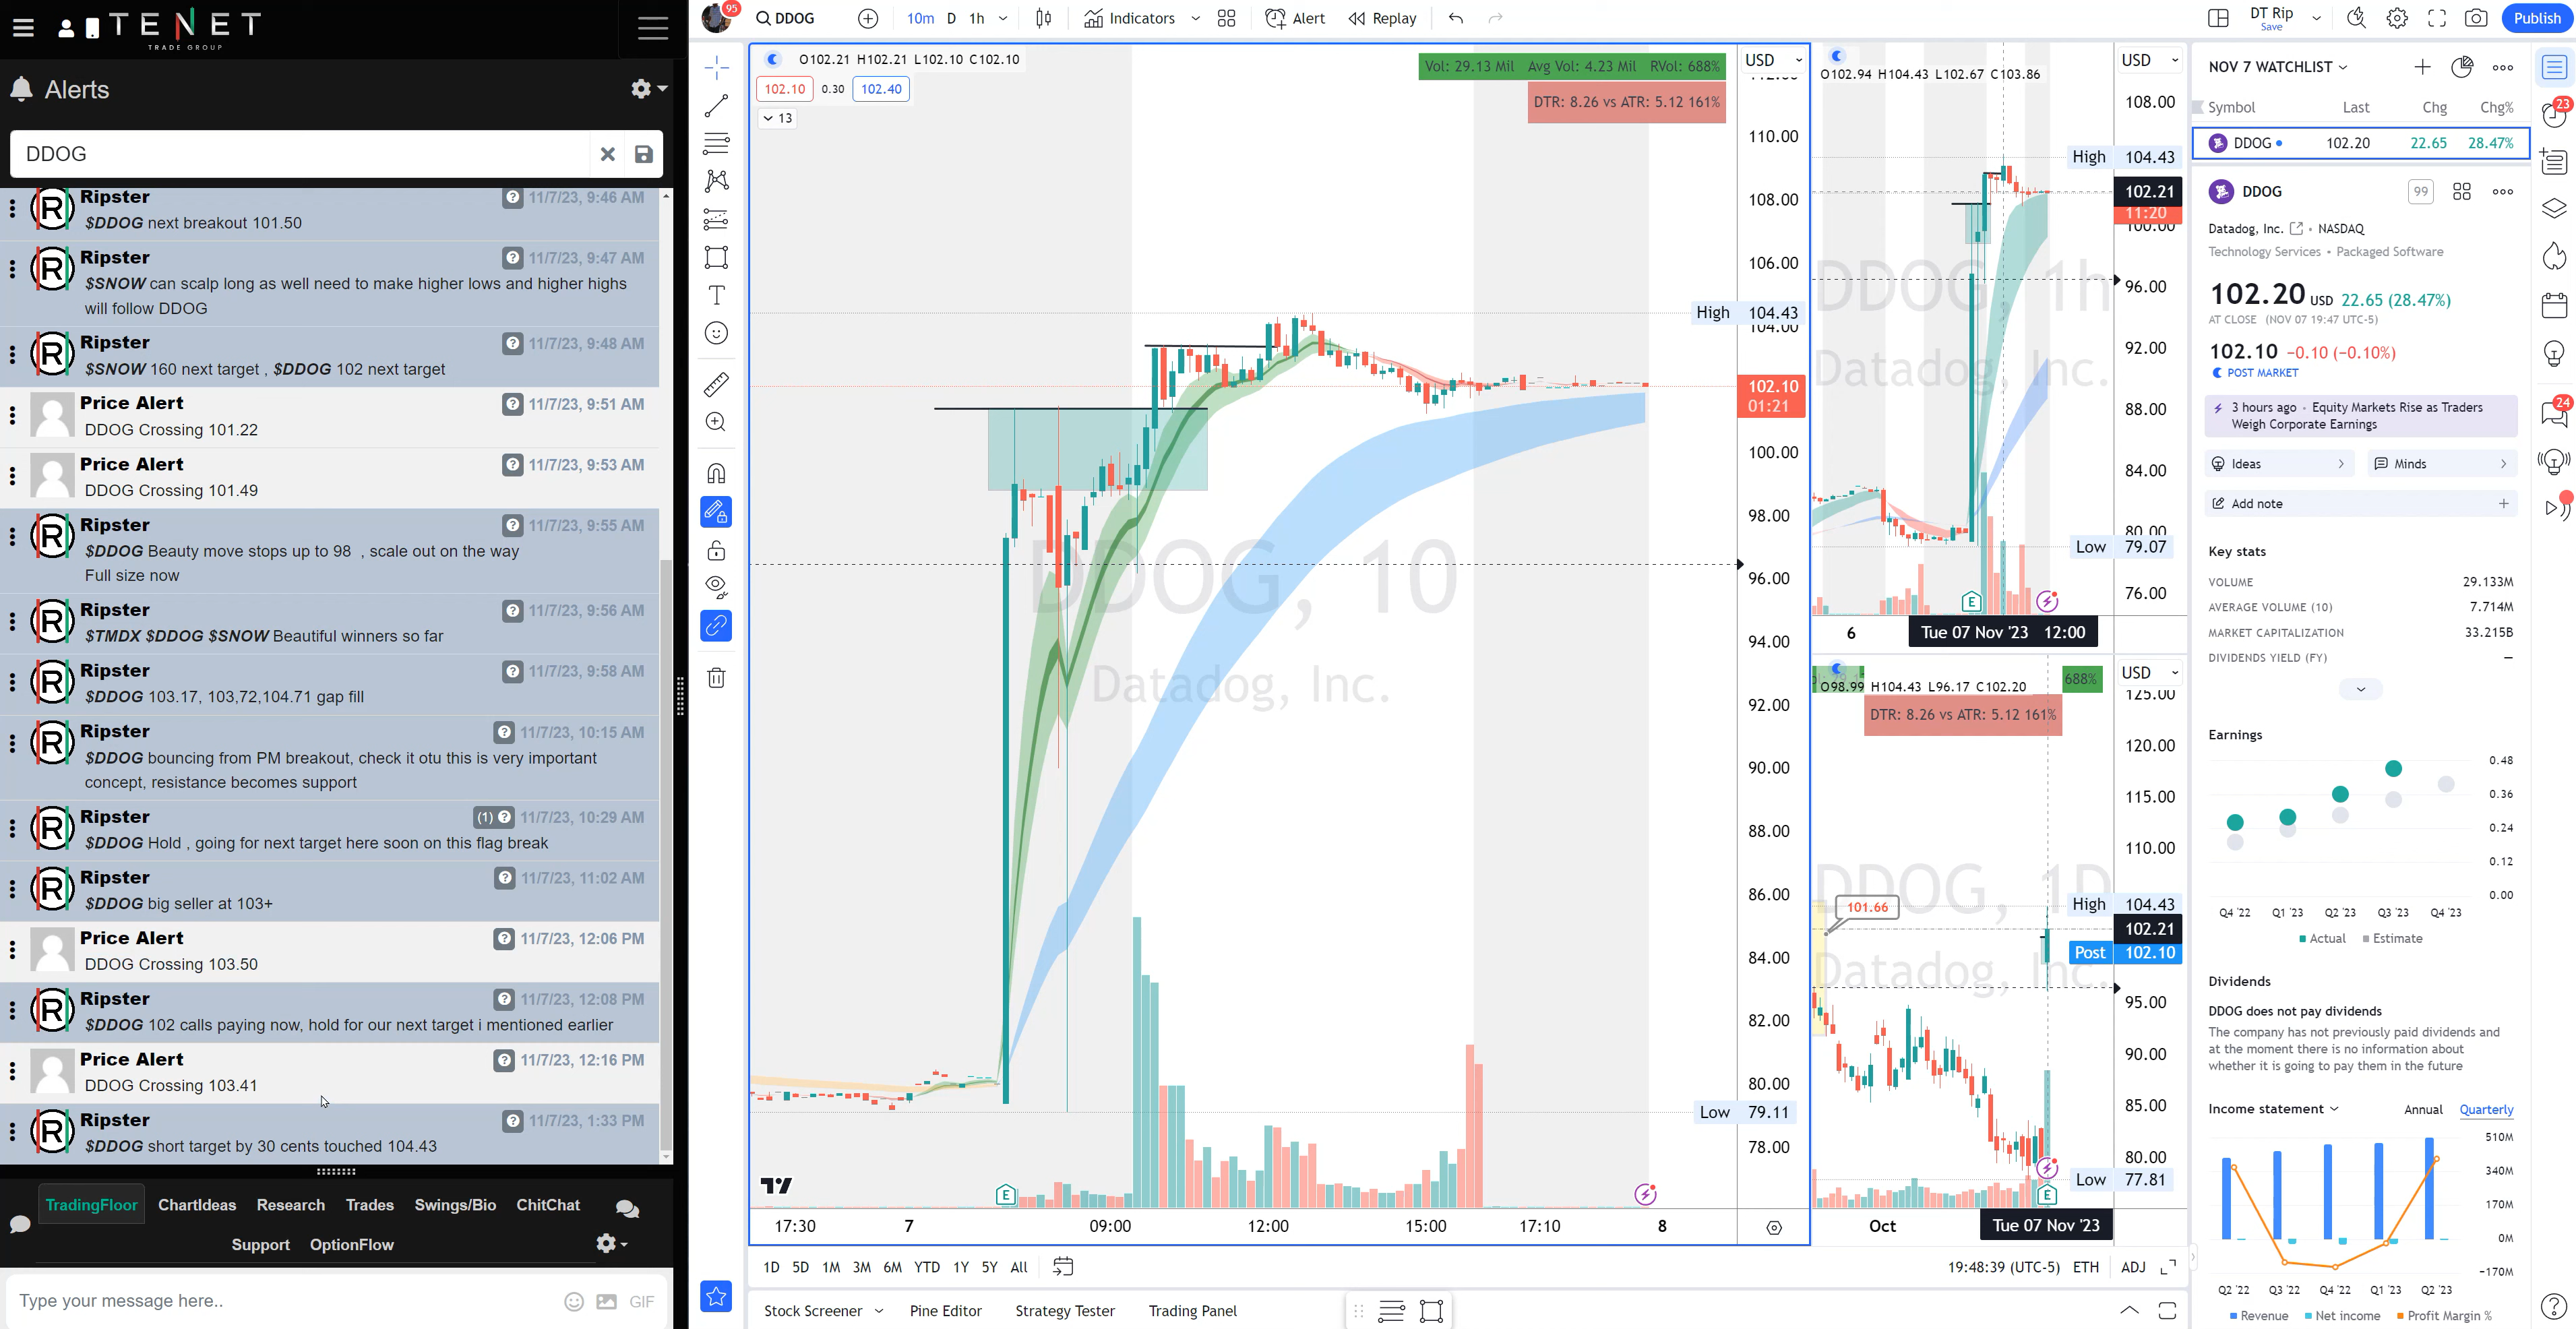 TENET
TRADE GROUP
Alerts
DDOG
Ripster
11/7/23, 9:46 AM
$DDOG next breakout 101.50
Ripster
11/7/23, 9:47 AM
$SNOW can scalp long as well need to make higher lows and higher highs
will follow DDOG
Ripster
11/7/23, 9:48 AM
$SNOW 160 next target , $DDOG 102 next target
Price Alert
11/7/23, 9:51 AM
DDOG Crossing 101.22
Price Alert
11/7/23, 9:53 AM
DDOG Crossing 101.49
Ripster
11/7/23, 9:55 AM
$DDOG Beauty move stops up to 98 , scale out on the way
Full size now
Ripster
11/7/23, 9:56 AM
$TMDX $DDOG $SNOW Beautiful winners so far
Ripster
11/7/23, 9:58 AM
$DDOG 103.17, 103,72,104.71 gap fill
Ripster
11/7/23, 10:15 AM
$DDOG bouncing from PM breakout, check it otu this is very important
concept, resistance becomes support
Ripster
(1) 11/7/23, 10:29 AM
$DDOG Hold , going for next target here soon on this flag break
Ripster
11/7/23, 11:02 AM
$DDOG big seller at 103+
Price Alert
11/7/23, 12:06 PM
DDOG Crossing 103.50
Ripster
11/7/23, 12:08 PM
$DDOG 102 calls paying now, hold for our next target i mentioned earlier
Price Alert
11/7/23, 12:16 PM
DDOG Crossing 103.41
Ripster
11/7/23, 1:33 PM
$DDOG short target by 30 cents touched 104.43
TradingFloor ChartIdeas Research Trades Swings/Bio ChitChat
Support OptionFlow
Type your message here..
GIF
95
DDOG
10m D 1h
Indicators
Alert
Replay
DT Rip
Save
Publish
O102.21 H102.21 L102.10 C102.10
102.10 0.30 102.40
13
Vol: 29.13 Mil Avg Vol: 4.23 Mil RVol: 688%
DTR: 8.26 vs ATR: 5.12 161%
USD
110.00
108.00
106.00
High 104.43
104.00
102.10
01:21
100.00
98.00
96.00
94.00
92.00
90.00
88.00
86.00
84.00
82.00
80.00
Low 79.11
78.00
DDOG, 10
Datadog, Inc.
E
17:30 7 09:00 12:00 15:00 17:10 8
1D 5D 1M 3M 6M YTD 1Y 5Y All
19:48:39 (UTC-5) ETH ADJ
Stock Screener
Pine Editor
Strategy Tester
Trading Panel
O102.94 H104.43 L102.67 C103.86
USD
108.00
High 104.43
102.21
11:20
100.00
96.00
92.00
88.00
84.00
80.00
Low 79.07
76.00
DDOG, 1h
Datadog, Inc.
E
6 Tue 07 Nov '23 12:00
O98.99 H104.43 L96.17 C102.20
688%
DTR: 8.26 vs ATR: 5.12 161%
USD
125.00
120.00
115.00
110.00
High 104.43
102.21
Post 102.10
95.00
90.00
85.00
80.00
Low 77.81
DDOG, 1D
Datadog, Inc.
101.66
E
Oct Tue 07 Nov '23
NOV 7 WATCHLIST
Symbol Last Chg Chg%
DDOG 102.20 22.65 28.47%
DDOG
99
Datadog, Inc. • NASDAQ
Technology Services • Packaged Software
102.20 USD 22.65 (28.47%)
AT CLOSE (NOV 07 19:47 UTC-5)
102.10 −0.10 (−0.10%)
POST MARKET
3 hours ago • Equity Markets Rise as Traders
Weigh Corporate Earnings
Ideas
Minds
Add note
Key stats
VOLUME 29.133M
AVERAGE VOLUME (10) 7.714M
MARKET CAPITALIZATION 33.215B
DIVIDENDS YIELD (FY) —
Earnings
0.48
0.36
0.24
0.12
0.00
Q4 '22 Q1 '23 Q2 '23 Q3 '23 Q4 '23
Actual Estimate
Dividends
DDOG does not pay dividends
The company has not previously paid dividends and
at the moment there is no information about
whether it is going to pay them in the future
Income statement
Annual Quarterly
510M
340M
170M
0M
−170M
Q2 '22 Q3 '22 Q4 '22 Q1 '23 Q2 '23
Revenue Net income Profit Margin %
23
24